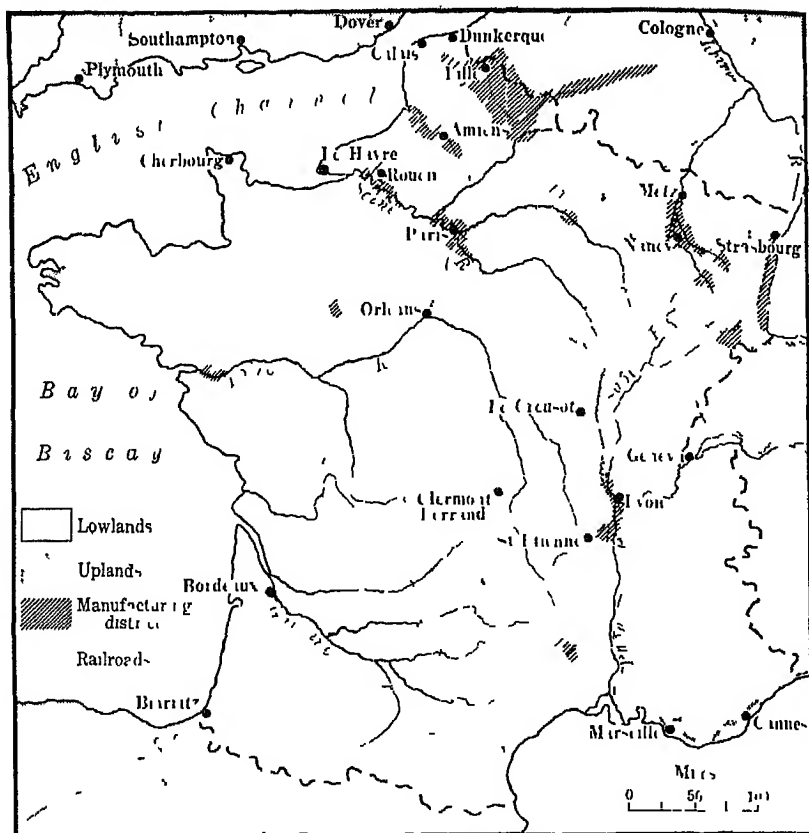 Dover
Southampton
Dunkerque
Cologne
Plymouth
English Channel
Amiens
Cherbourg
Le Havre
Rouen
Seine
Metz
Paris
Nancy
Strasbourg
Orleans
Bay of
Biscay
Le Creusot
Geneva
Clermont
Ferrand
Lyon
Lowlands
Uplands
St Etienne
Bordeaux
Manufacturing
district
Railroads
Biarritz
Marseille
Cannes
Miles
0 50 100